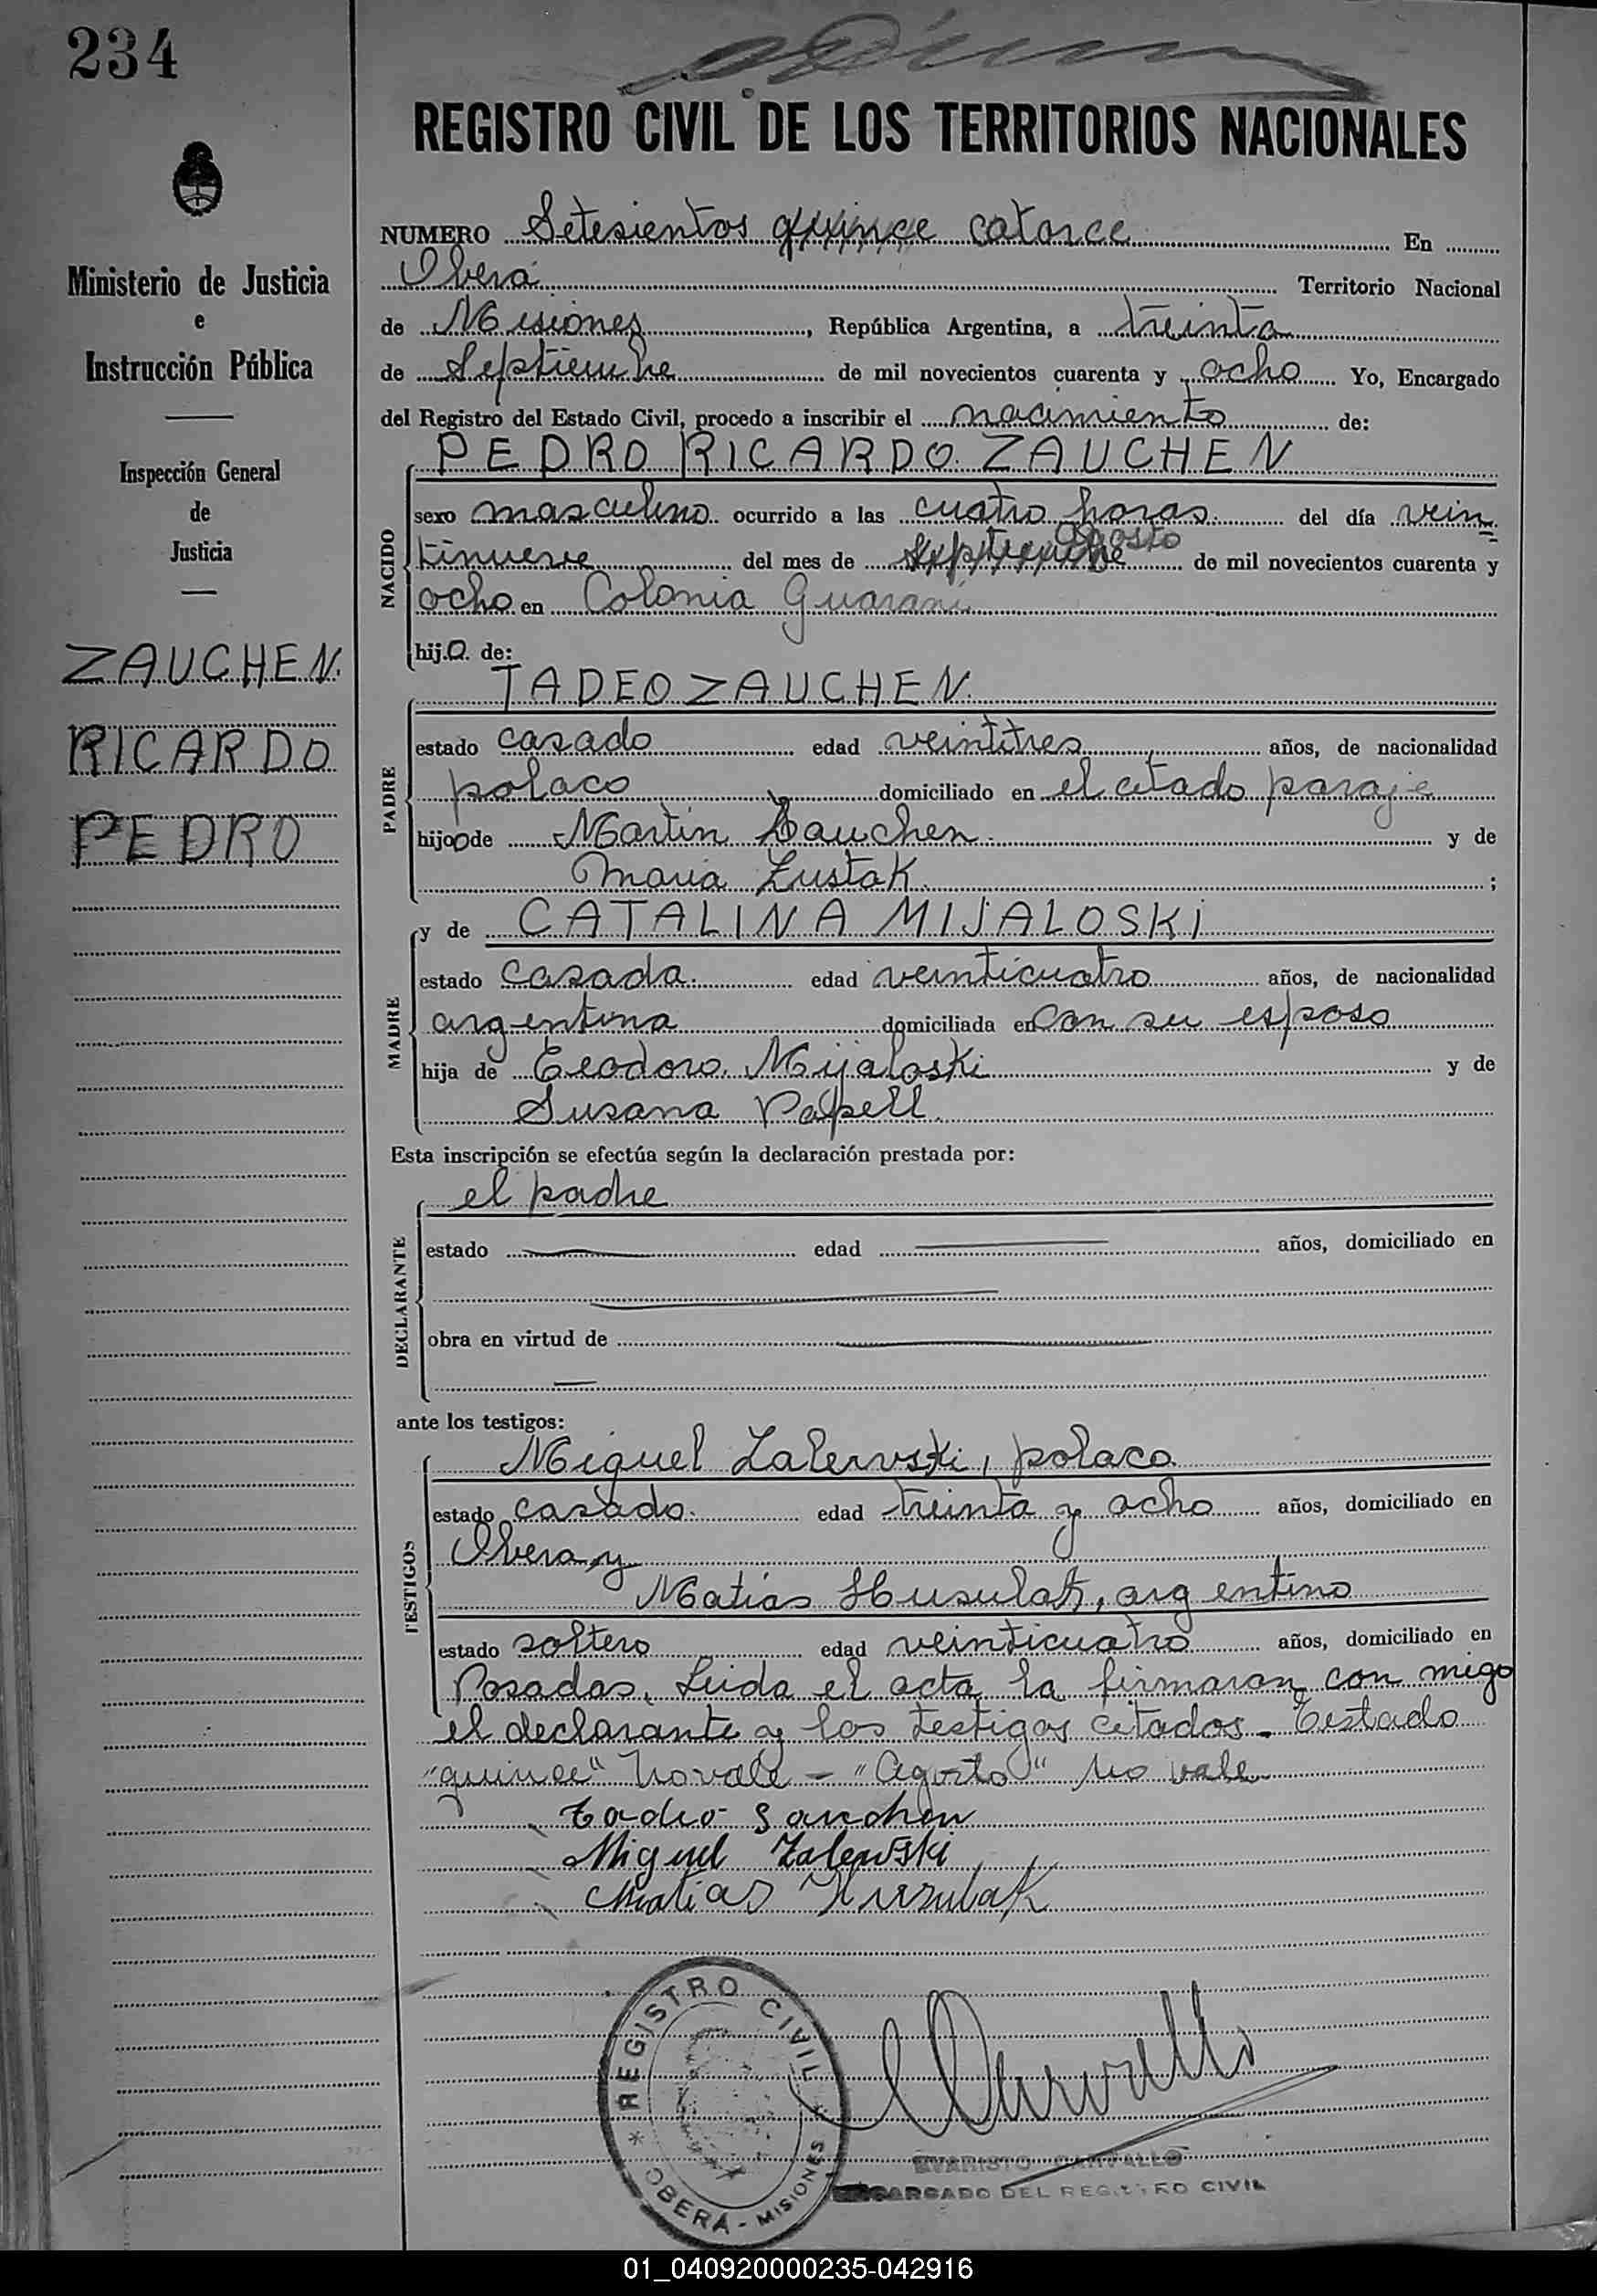 234
REGISTRO CIVIL DE LOS TERRITORIOS NACIONALES
Ministerio de Justicia
e
Instrucción Pública
Inspección General
de
Justicia
ZAUCHEN.
RICARDO
PEDRO
NUMERO Setesientos quince catorce En
Oberá Territorio Nacional
de Misiones, República Argentina, a treinta
de Septiembre de mil novecientos cuarenta y ocho Yo, Encargado
del Registro del Estado Civil, procedo a inscribir el nacimiento de:
NACIDO
PEDRO RICARDO ZAUCHEN
sexo masculino ocurrido a las cuatro horas. del día vein
tinueve del mes de Septiembre Agosto de mil novecientos cuarenta y
ocho en Colonia Guaraní
hijo. de:
PADRE
TADEO ZAUCHEN.
estado casado edad veintitres años, de nacionalidad
polaco domiciliado en el citado paraje
hijo de Martin Zauchen. y de
Maria Lustak. ;
MADRE
y de CATALINA MIJALOSKI
estado casada. edad veinticuatro años, de nacionalidad
argentina domiciliada en con su esposo
hija de Teodoro Mijaloski y de
Susana Papell.
Esta inscripción se efectúa según la declaración prestada por:
DECLARANTE
el padre
estado edad años, domiciliado en
obra en virtud de
ante los testigos:
TESTIGOS
Miguel Zalewski, polaco
estado casado. edad treinta y ocho años, domiciliado en
Obera y
Matias Husulak, argentino
estado soltero edad veinticuatro años, domiciliado en
Posadas. Leida el acta la firmaron con migo
el declarante y los testigos citados. Testado
"quince" no vale - "Agosto" no vale
Tadeo Sauchen
Miguel Zalewski
Matias Husulak
REGISTRO CIVIL
* OBERÁ - MISIONES *
EVARISTO CARVALLO
ENCARGADO DEL REGISTRO CIVIL
01_040920000235-042916